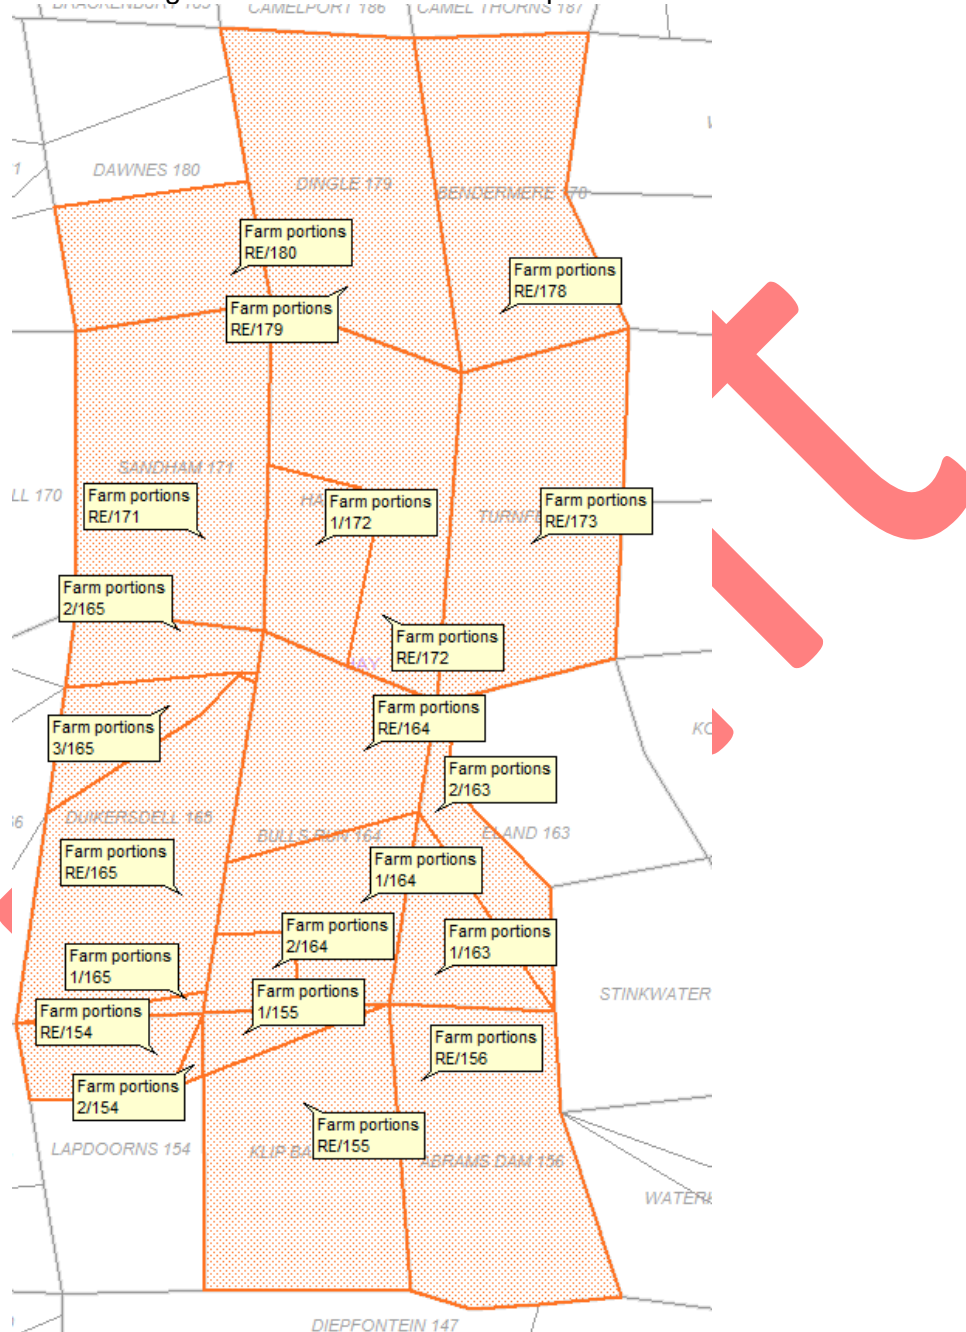 CAMELPORT 186
CAMEL THORNS 187
DAWNES 180
DINGLE 179
BENDERMERE 178
Farm portions
RE/180
Farm portions
RE/178
Farm portions
RE/179
SANDHAM 171
LL 170
Farm portions
RE/171
HA
Farm portions
1/172
TURNF
Farm portions
RE/173
Farm portions
2/165
Farm portions
RE/172
Farm portions
RE/164
Farm portions
3/165
KO
Farm portions
2/163
DUIKERSDELL 165
BULLS RUN 164
ELAND 163
Farm portions
RE/165
Farm portions
1/164
Farm portions
2/164
Farm portions
1/163
Farm portions
1/165
Farm portions
1/155
STINKWATER
Farm portions
RE/154
Farm portions
RE/156
Farm portions
2/154
Farm portions
RE/155
LAPDOORNS 154
KLIP BA
ABRAMS DAM 156
WATER
DIEPFONTEIN 147